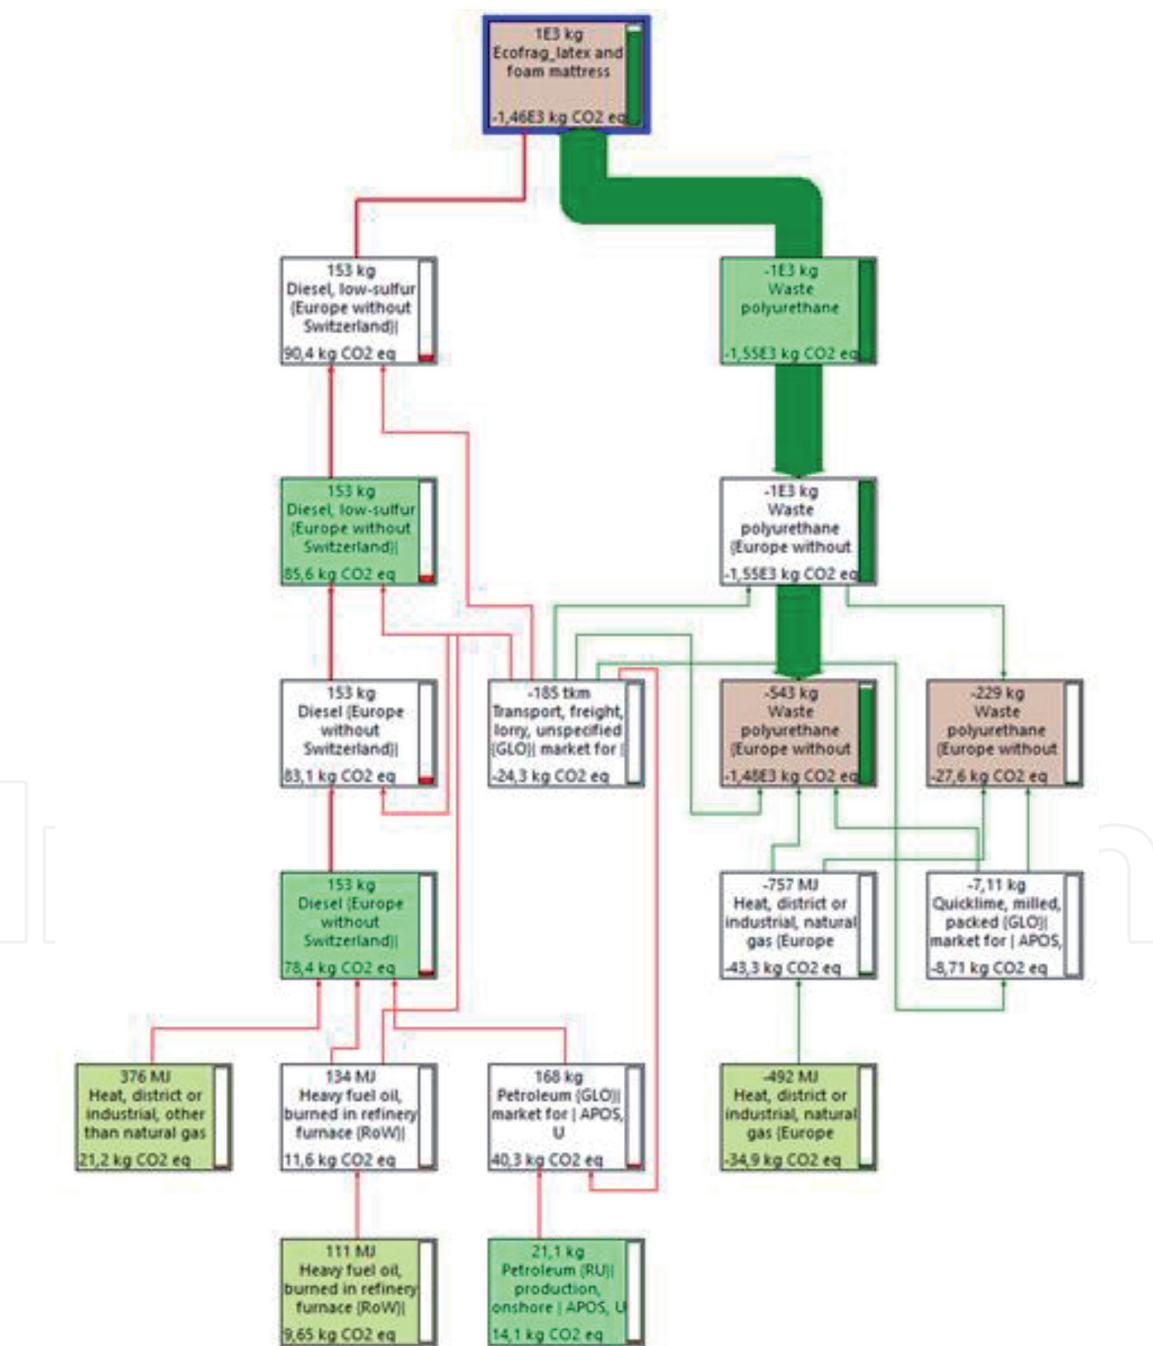 1E3 kg
Ecofrag_latex and
foam mattress
-1,46E3 kg CO2 eq
153 kg
Diesel, low-sulfur
{Europe without
Switzerland}|
90,4 kg CO2 eq
-1E3 kg
Waste
polyurethane
-1,55E3 kg CO2 eq
153 kg
Diesel, low-sulfur
{Europe without
Switzerland}|
85,6 kg CO2 eq
-1E3 kg
Waste
polyurethane
{Europe without
-1,55E3 kg CO2 eq
153 kg
Diesel {Europe
without
Switzerland}|
83,1 kg CO2 eq
-185 tkm
Transport, freight,
lorry, unspecified
{GLO}| market for |
-24,3 kg CO2 eq
-543 kg
Waste
polyurethane
{Europe without
-1,48E3 kg CO2 eq
-229 kg
Waste
polyurethane
{Europe without
-27,6 kg CO2 eq
153 kg
Diesel {Europe
without
Switzerland}|
78,4 kg CO2 eq
-757 MJ
Heat, district or
industrial, natural
gas {Europe
-43,3 kg CO2 eq
-7,11 kg
Quicklime, milled,
packed {GLO}|
market for | APOS,
-8,71 kg CO2 eq
376 MJ
Heat, district or
industrial, other
than natural gas
21,2 kg CO2 eq
134 MJ
Heavy fuel oil,
burned in refinery
furnace {RoW}|
11,6 kg CO2 eq
168 kg
Petroleum {GLO}|
market for | APOS,
U
40,3 kg CO2 eq
-492 MJ
Heat, district or
industrial, natural
gas {Europe
-34,9 kg CO2 eq
111 MJ
Heavy fuel oil,
burned in refinery
furnace {RoW}|
9,65 kg CO2 eq
21,1 kg
Petroleum {RU}|
production,
onshore | APOS, U
14,1 kg CO2 eq